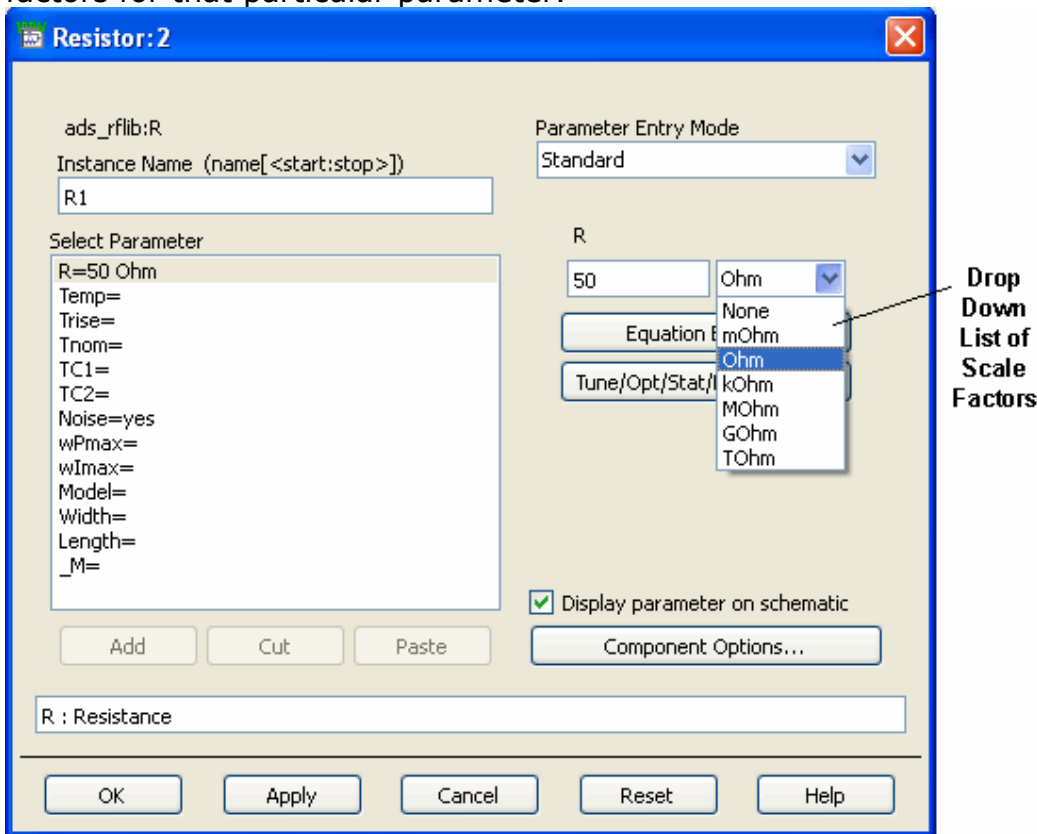 factors for that particular parameter.
Resistor:2
ads_rflib:R
Instance Name (name[<start:stop>])
R1
Select Parameter
R=50 Ohm
Temp=
Trise=
Tnom=
TC1=
TC2=
Noise=yes
wPmax=
wImax=
Model=
Width=
Length=
_M=
Add
Cut
Paste
Parameter Entry Mode
Standard
R
50
Ohm
None
mOhm
Ohm
kOhm
MOhm
GOhm
TOhm
Equation
Tune/Opt/Stat/
Display parameter on schematic
Component Options...
R : Resistance
OK
Apply
Cancel
Reset
Help
Drop
Down
List of
Scale
Factors